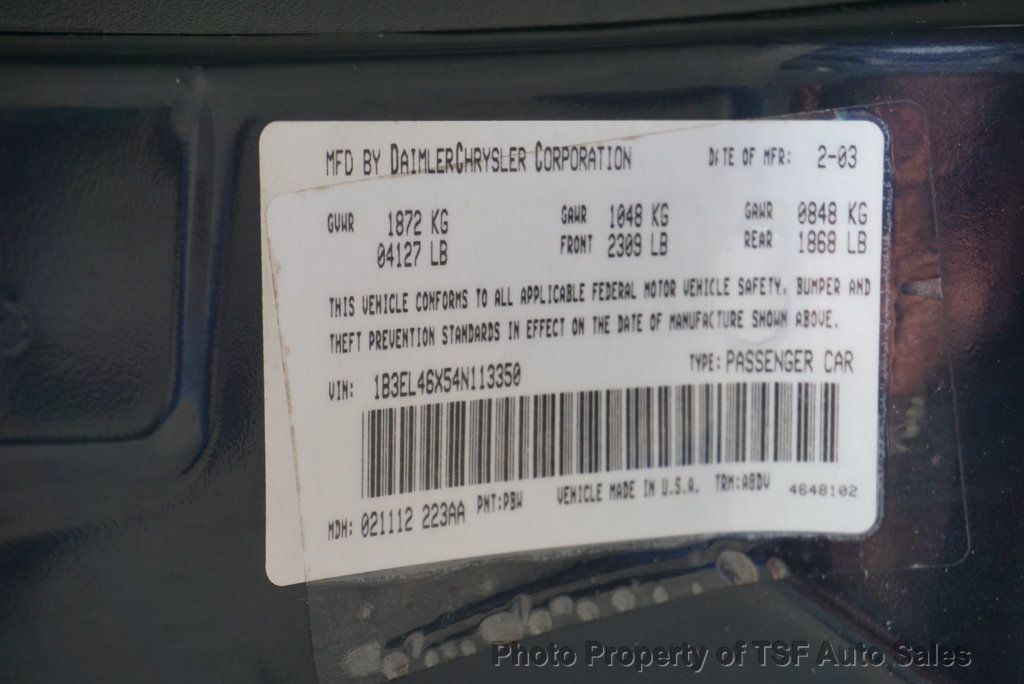 MFD BY DAIMLERCHRYSLER CORPORATION DATE OF MFR: 2-03
GVWR 1872 KG GAWR 1048 KG GAWR 0848 KG
04127 LB FRONT 2309 LB REAR 1868 LB
THIS VEHICLE CONFORMS TO ALL APPLICABLE FEDERAL MOTOR VEHICLE SAFETY, BUMPER AND
THEFT PREVENTION STANDARDS IN EFFECT ON THE DATE OF MANUFACTURE SHOWN ABOVE.
VIN: 1B3EL46X54N113350 TYPE: PASSENGER CAR
MDH: 021112 223AA PNT:PBW VEHICLE MADE IN U.S.A. TRM:A8DV 4648102
Photo Property of TSF Auto Sales